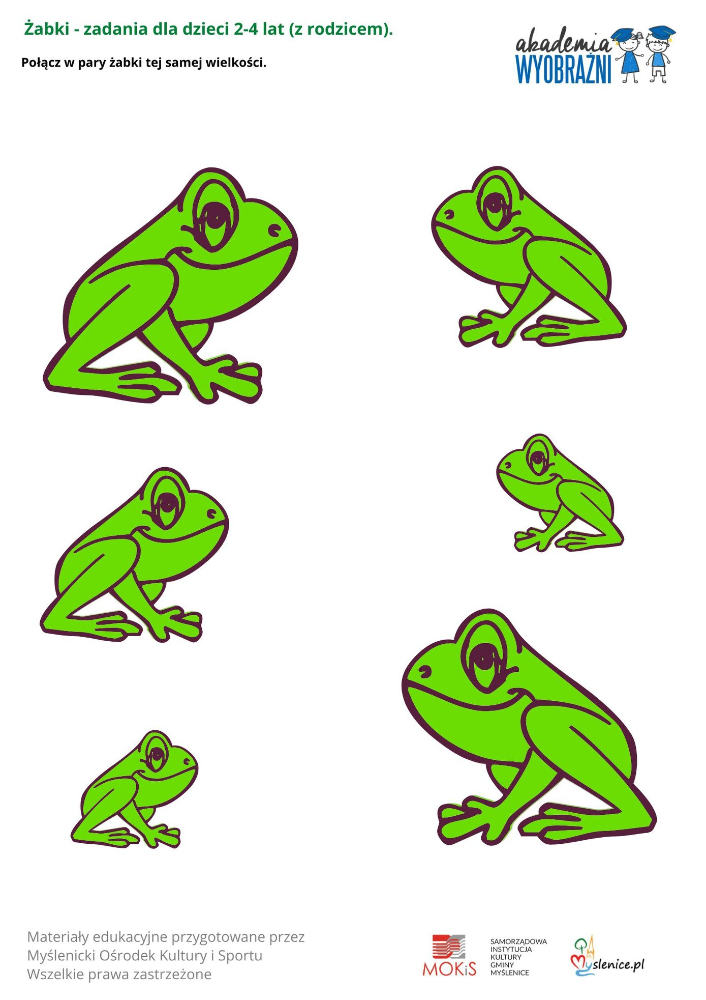 Żabki - zadania dla dzieci 2-4 lat (z rodzicem).
Połącz w pary żabki tej samej wielkości.
akademia
WYOBRAŹNI
Materiały edukacyjne przygotowane przez
Myślenicki Ośrodek Kultury i Sportu
Wszelkie prawa zastrzeżone
MOKiS
SAMORZĄDOWA
INSTYTUCJA
KULTURY
GMINY
MYŚLENICE
Myslenice.pl